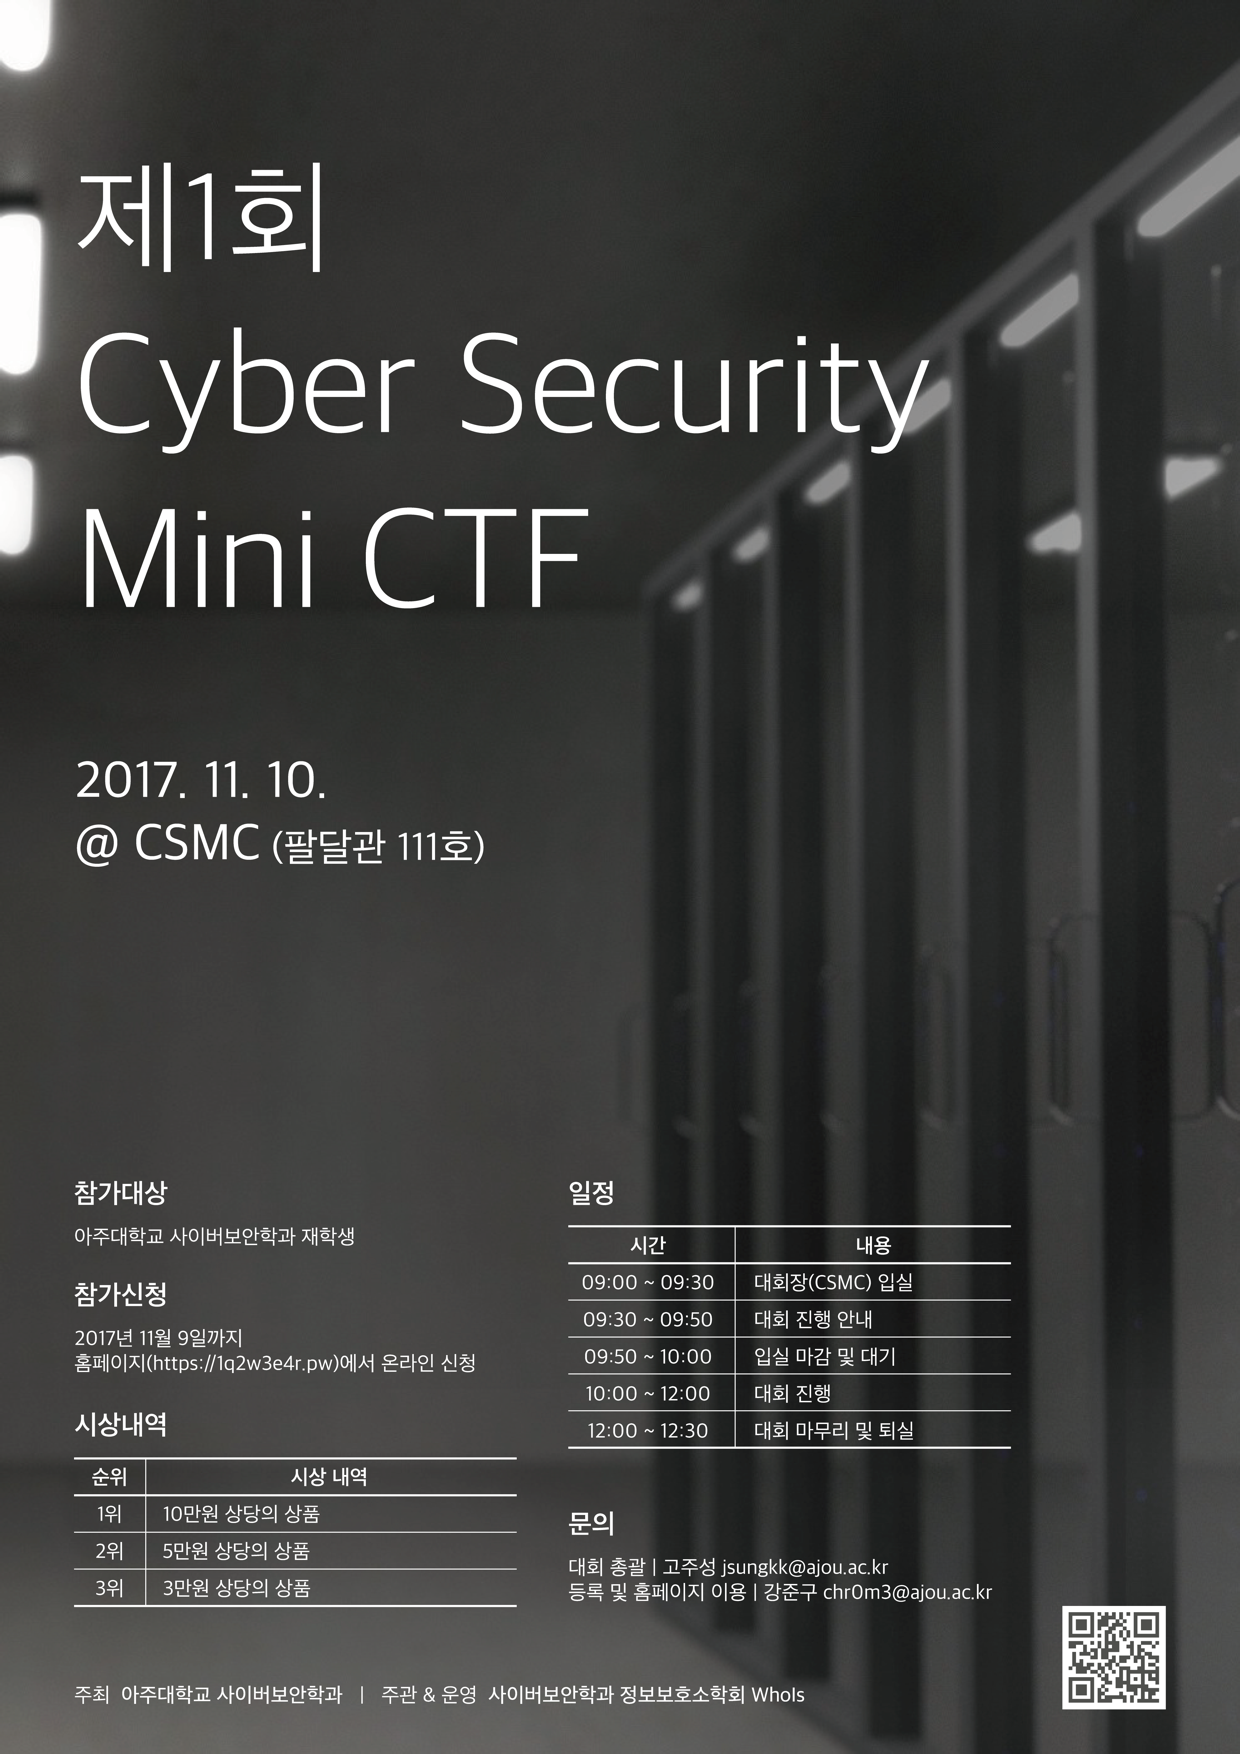 제1회
Cyber Security
Mini CTF
2017. 11. 10.
@ CSMC (팔달관 111호)
참가대상
아주대학교 사이버보안학과 재학생
참가신청
2017년 11월 9일까지
홈페이지(https://1q2w3e4r.pw)에서 온라인 신청
시상내역
순위 시상 내역
1위 10만원 상당의 상품
2위 5만원 상당의 상품
3위 3만원 상당의 상품
일정
시간 내용
09:00 ~ 09:30 대회장(CSMC) 입실
09:30 ~ 09:50 대회 진행 안내
09:50 ~ 10:00 입실 마감 및 대기
10:00 ~ 12:00 대회 진행
12:00 ~ 12:30 대회 마무리 및 퇴실
문의
대회 총괄 | 고주성 jsungkk@ajou.ac.kr
등록 및 홈페이지 이용 | 강준구 chr0m3@ajou.ac.kr
주최 아주대학교 사이버보안학과 | 주관 & 운영 사이버보안학과 정보보호소학회 WhoIs